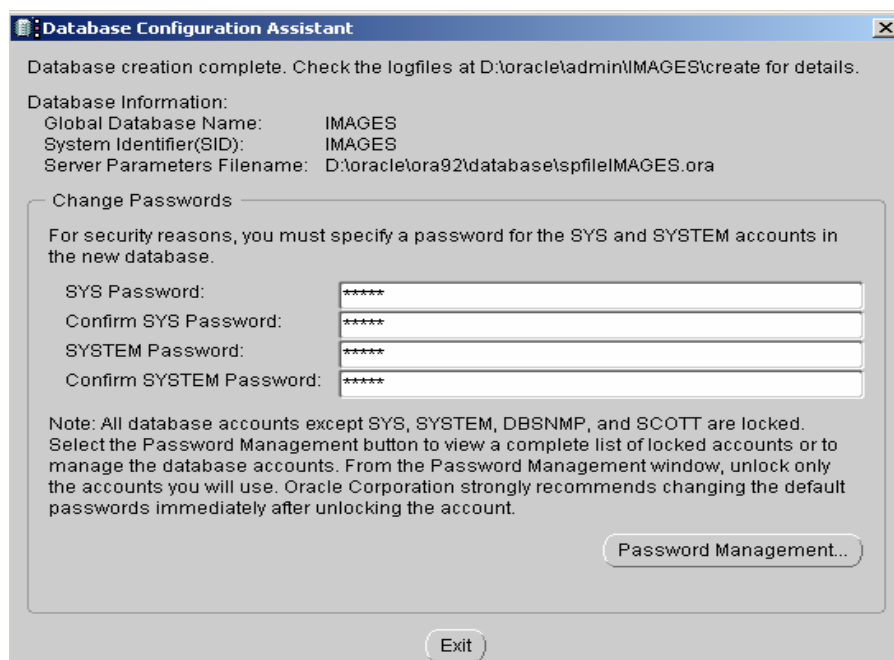 Database Configuration Assistant
Database creation complete. Check the logfiles at D:\oracle\admin\IMAGES\create for details.
Database Information:
Global Database Name: IMAGES
System Identifier(SID): IMAGES
Server Parameters Filename: D:\oracle\ora92\database\spfileIMAGES.ora
Change Passwords
For security reasons, you must specify a password for the SYS and SYSTEM accounts in
the new database.
SYS Password: *****
Confirm SYS Password: *****
SYSTEM Password: *****
Confirm SYSTEM Password: *****
Note: All database accounts except SYS, SYSTEM, DBSNMP, and SCOTT are locked.
Select the Password Management button to view a complete list of locked accounts or to
manage the database accounts. From the Password Management window, unlock only
the accounts you will use. Oracle Corporation strongly recommends changing the default
passwords immediately after unlocking the account.
Password Management...
Exit